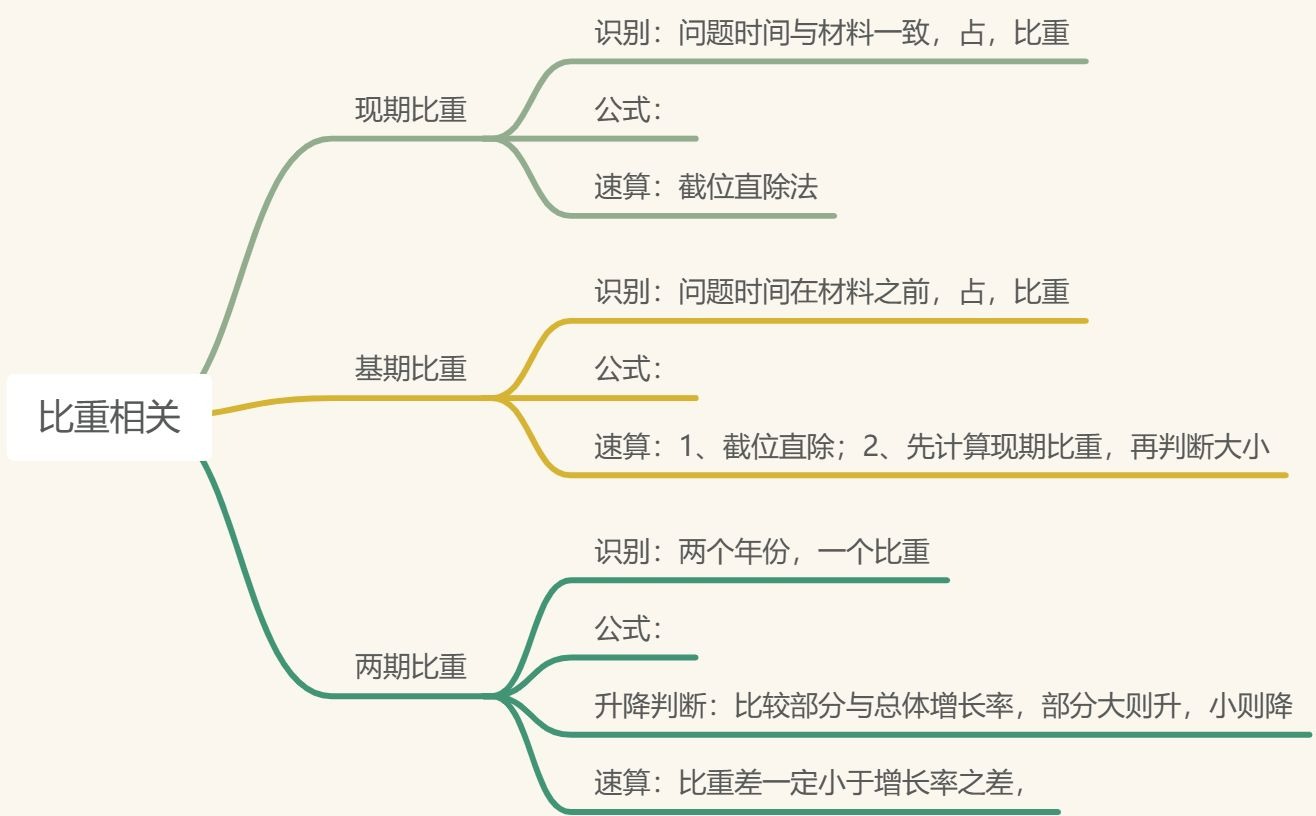 比重相关
现期比重
识别：问题时间与材料一致，占，比重
公式：
速算：截位直除法
基期比重
识别：问题时间在材料之前，占，比重
公式：
速算：1、截位直除；2、先计算现期比重，再判断大小
两期比重
识别：两个年份，一个比重
公式：
升降判断：比较部分与总体增长率，部分大则升，小则降
速算：比重差一定小于增长率之差，